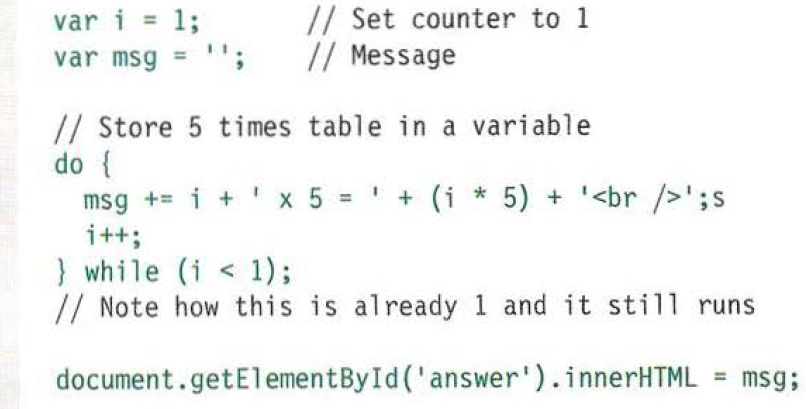 var i = 1; // Set counter to 1
var msg = ''; // Message
// Store 5 times table in a variable
do {
msg += i + ' x 5 = ' + (i * 5) + '<br />';s
i++;
} while (i < 1);
// Note how this is already 1 and it still runs
document.getElementById('answer').innerHTML = msg;